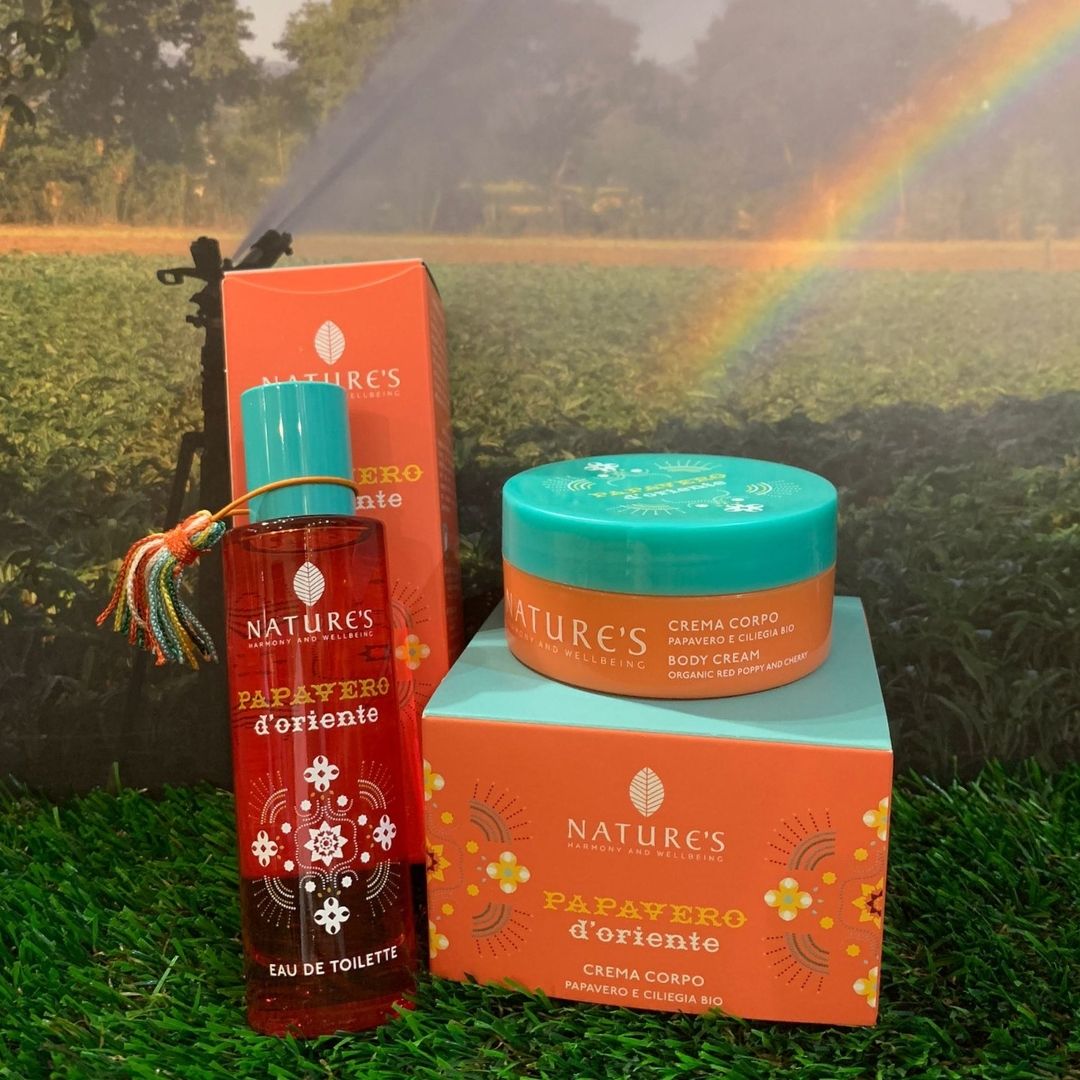 NATURE'S
WELLBEING
d'oriente
NATURE'S
HARMONY AND WELLBEING
PAPAVERO
d'oriente
EAU DE TOILETTE
PAPAVERO
d'oriente
NATURE'S
HARMONY AND WELLBEING
CREMA CORPO
PAPAVERO E CILIEGIA BIO
BODY CREAM
ORGANIC RED POPPY AND CHERRY
NATURE'S
HARMONY AND WELLBEING
PAPAVERO
d'oriente
CREMA CORPO
PAPAVERO E CILIEGIA BIO